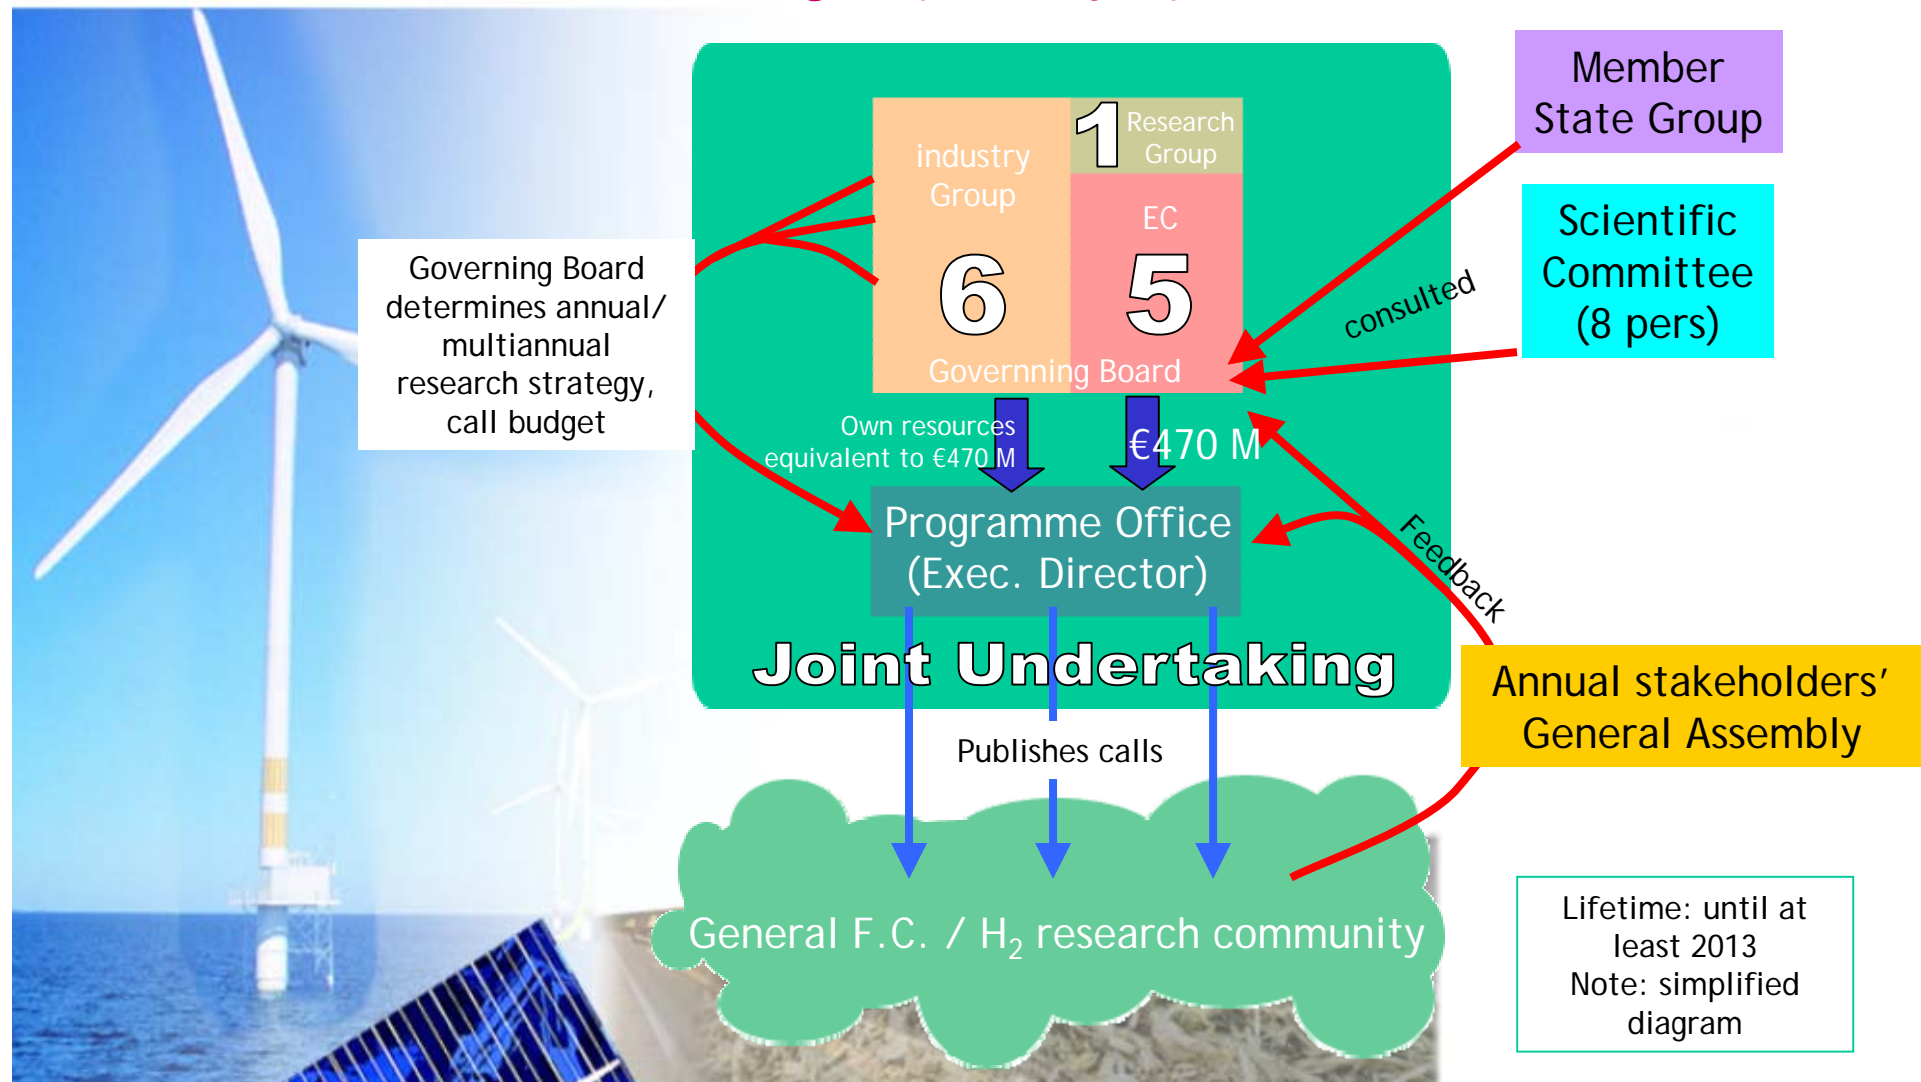 Member
State Group
1
Research
Group
industry
Group
EC
Scientific
Committee
(8 pers)
6
5
consulted
Governning Board
Governing Board
determines annual/
multiannual
research strategy,
call budget
Own resources
equivalent to €470 M
€470 M
Programme Office
(Exec. Director)
Feedback
Joint Undertaking
Annual stakeholders’
General Assembly
Publishes calls
General F.C. / H₂ research community
Lifetime: until at
least 2013
Note: simplified
diagram